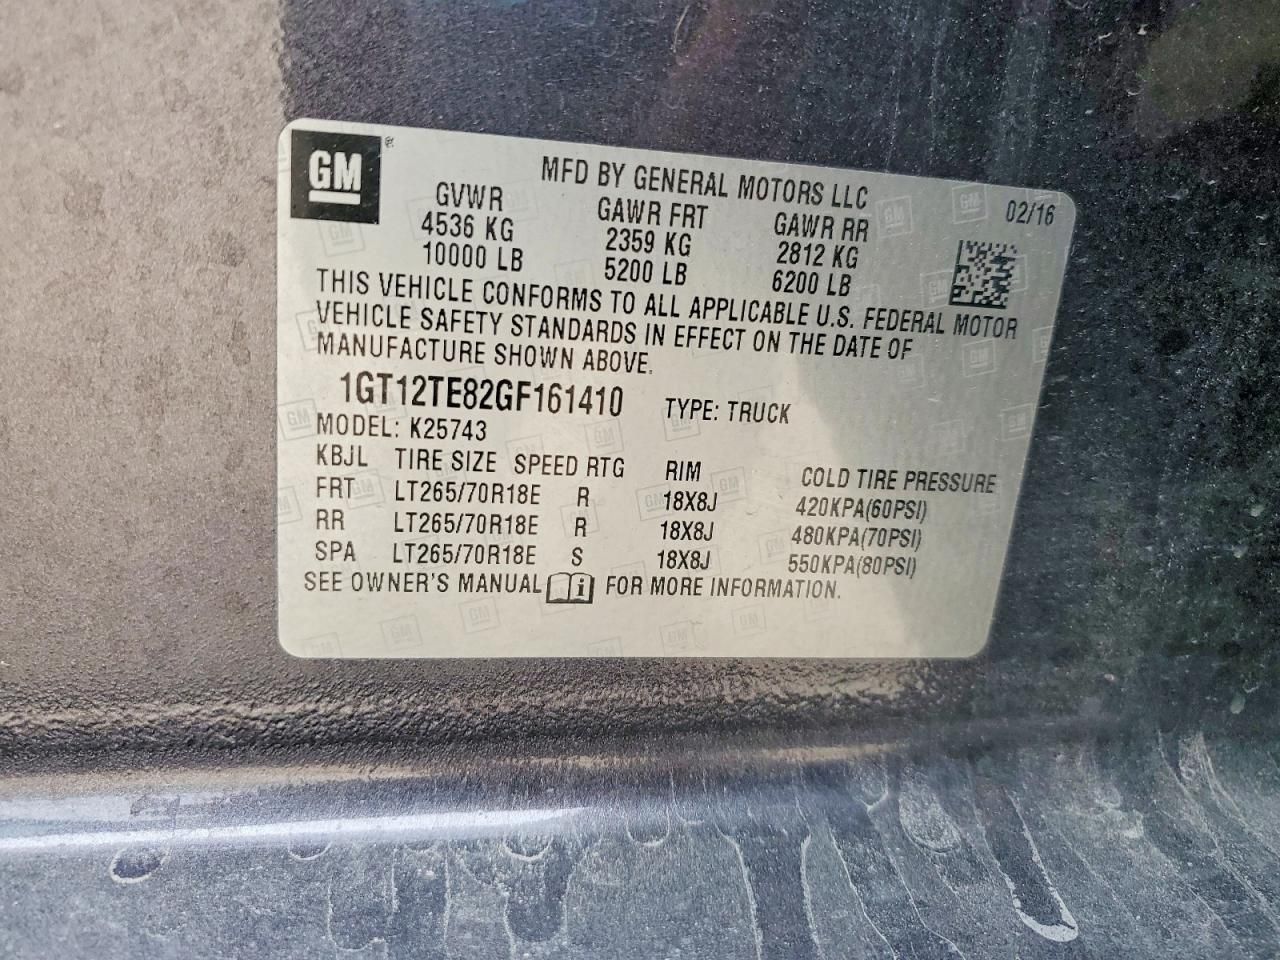 GM
MFD BY GENERAL MOTORS LLC
02/16
GVWR GAWR FRT GAWR RR
4536 KG 2359 KG 2812 KG
10000 LB 5200 LB 6200 LB
THIS VEHICLE CONFORMS TO ALL APPLICABLE U.S. FEDERAL MOTOR
VEHICLE SAFETY STANDARDS IN EFFECT ON THE DATE OF
MANUFACTURE SHOWN ABOVE.
1GT12TE82GF161410 TYPE: TRUCK
MODEL: K25743
KBJL TIRE SIZE SPEED RTG RIM COLD TIRE PRESSURE
FRT LT265/70R18E R 18X8J 420KPA(60PSI)
RR LT265/70R18E R 18X8J 480KPA(70PSI)
SPA LT265/70R18E S 18X8J 550KPA(80PSI)
SEE OWNER'S MANUAL i FOR MORE INFORMATION.